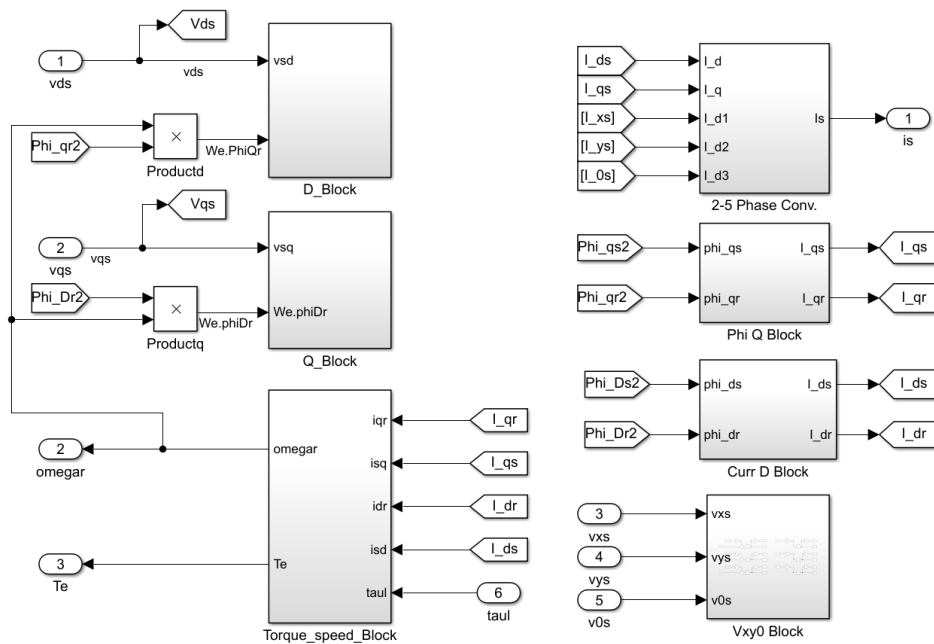 Vds
1
vds
vds
vsd
Phi_qr2
×
Productd
We.PhiQr
D_Block
Vqs
2
vqs
vqs
vsq
Phi_Dr2
×
Productq
We.phiDr
We.phiDr
Q_Block
2
omegar
omegar
3
Te
Te
iqr
I_qr
isq
I_qs
idr
I_dr
isd
I_ds
taul
6
taul
Torque_speed_Block
I_ds
I_d
I_qs
I_q
[I_xs]
I_d1
[I_ys]
I_d2
[I_0s]
I_d3
Is
1
is
2-5 Phase Conv.
Phi_qs2
phi_qs
I_qs
I_qs
Phi_qr2
phi_qr
I_qr
I_qr
Phi Q Block
Phi_Ds2
phi_ds
I_ds
I_ds
Phi_Dr2
phi_dr
I_dr
I_dr
Curr D Block
3
vxs
vxs
4
vys
vys
5
v0s
v0s
Vxy0 Block